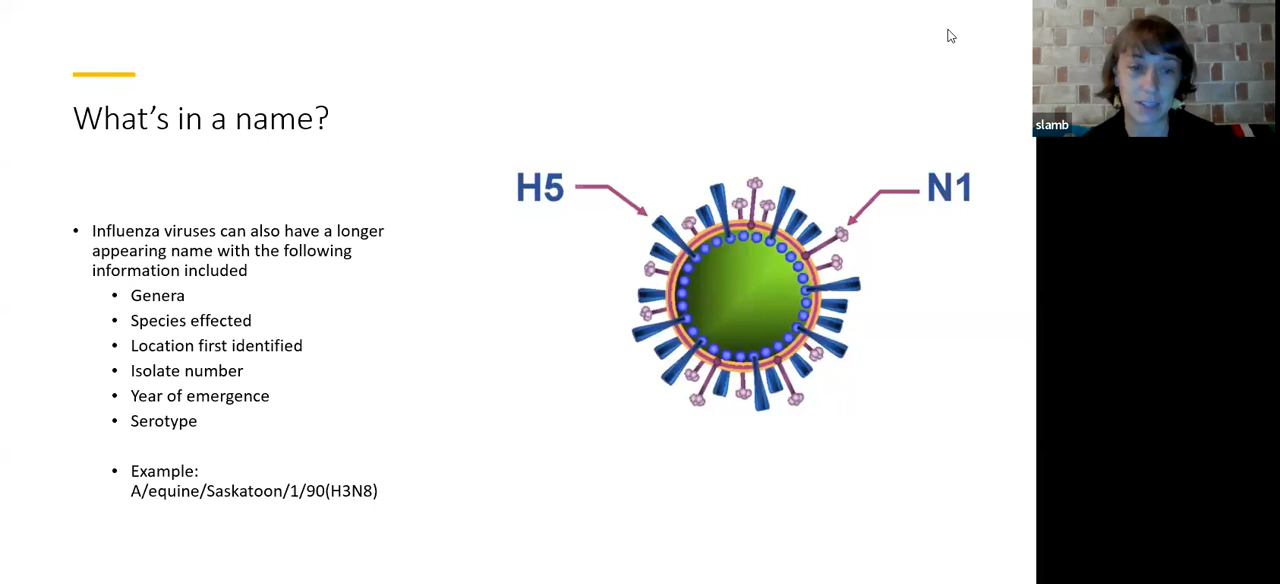 What's in a name?
• Influenza viruses can also have a longer
appearing name with the following
information included
• Genera
• Species effected
• Location first identified
• Isolate number
• Year of emergence
• Serotype
• Example:
A/equine/Saskatoon/1/90(H3N8)
H5
N1
slamb